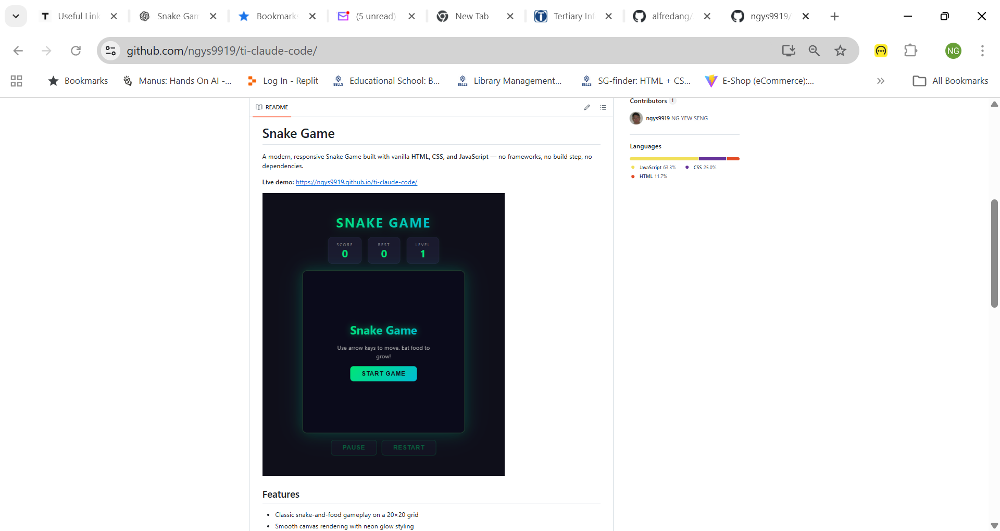 Useful Link
Snake Gam
Bookmarks
(5 unread)
New Tab
Tertiary Inf
alfredang/
ngys9919/
github.com/ngys9919/ti-claude-code/
NG
Bookmarks
Manus: Hands On AI -...
Log In - Replit
BELLS
Educational School: B...
BELLS
Library Management...
BELLS
SG-finder: HTML + CS...
E-Shop (eCommerce):...
All Bookmarks
README
Snake Game
A modern, responsive Snake Game built with vanilla HTML, CSS, and JavaScript — no frameworks, no build step, no
dependencies.
Live demo: https://ngys9919.github.io/ti-claude-code/
SNAKE GAME
SCORE
0
BEST
0
LEVEL
1
Snake Game
Use arrow keys to move. Eat food to
grow!
START GAME
PAUSE
RESTART
Features
Classic snake-and-food gameplay on a 20×20 grid
Smooth canvas rendering with neon glow styling
Contributors 1
ngys9919 NG YEW SENG
Languages
JavaScript 63.3%
CSS 25.0%
HTML 11.7%